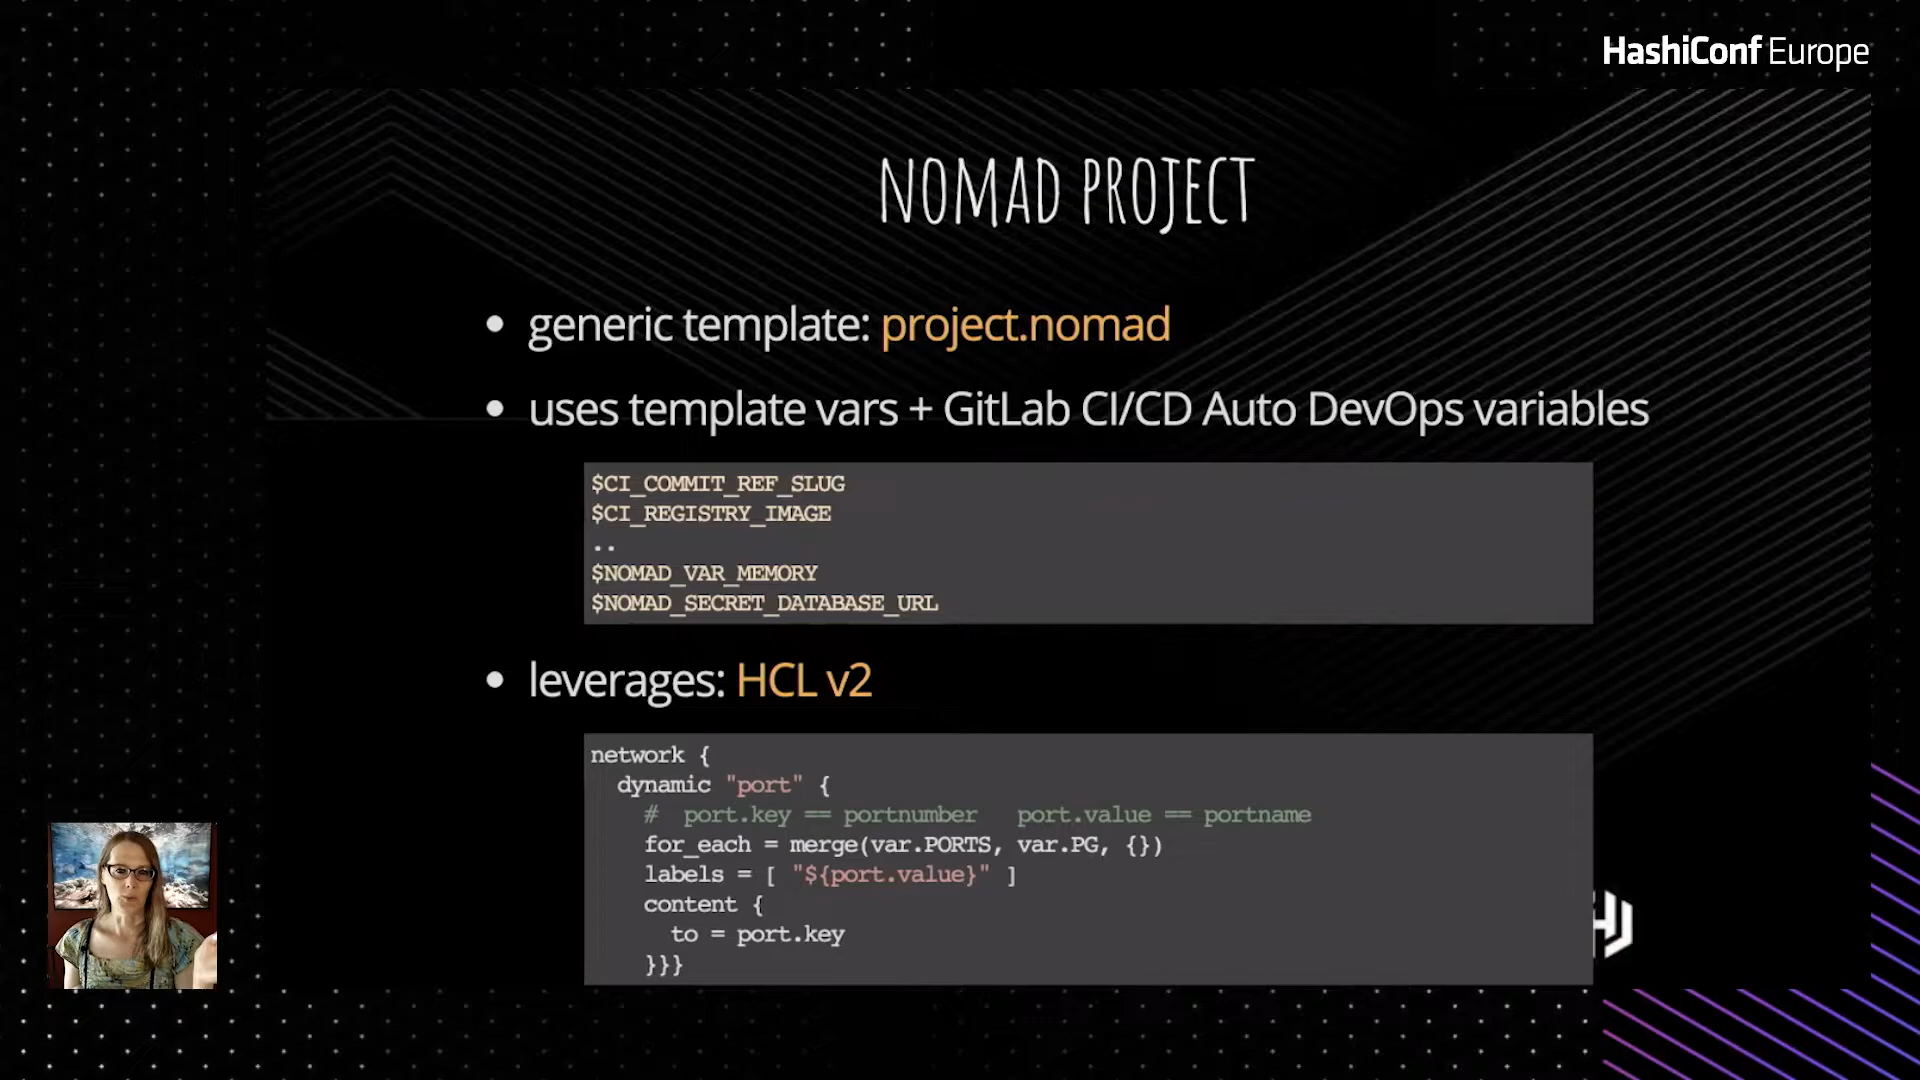 HashiConf Europe
NOMAD PROJECT
• generic template: project.nomad
• uses template vars + GitLab CI/CD Auto DevOps variables
$CI_COMMIT_REF_SLUG
$CI_REGISTRY_IMAGE
..
$NOMAD_VAR_MEMORY
$NOMAD_SECRET_DATABASE_URL
• leverages: HCL v2
network {
  dynamic "port" {
    #  port.key == portnumber   port.value == portname
    for_each = merge(var.PORTS, var.PG, {})
    labels = [ "${port.value}" ]
    content {
      to = port.key
    }}}